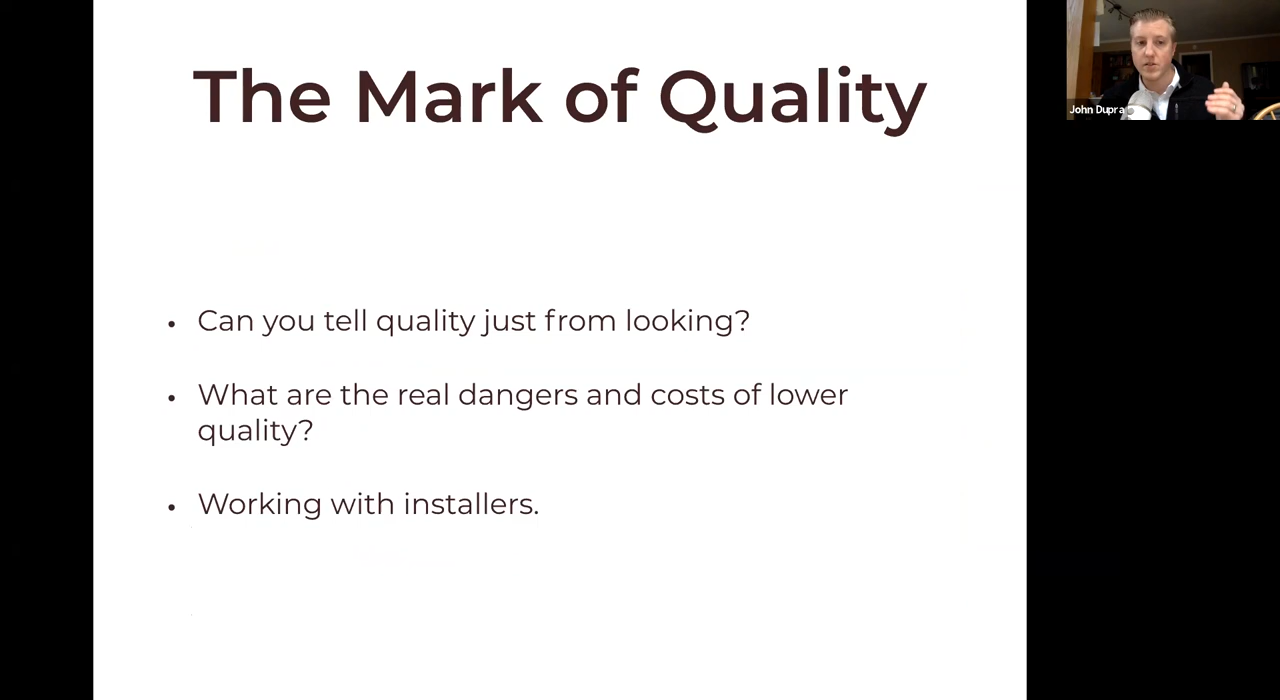 The Mark of Quality
• Can you tell quality just from looking?
• What are the real dangers and costs of lower
quality?
• Working with installers.
John Dupra